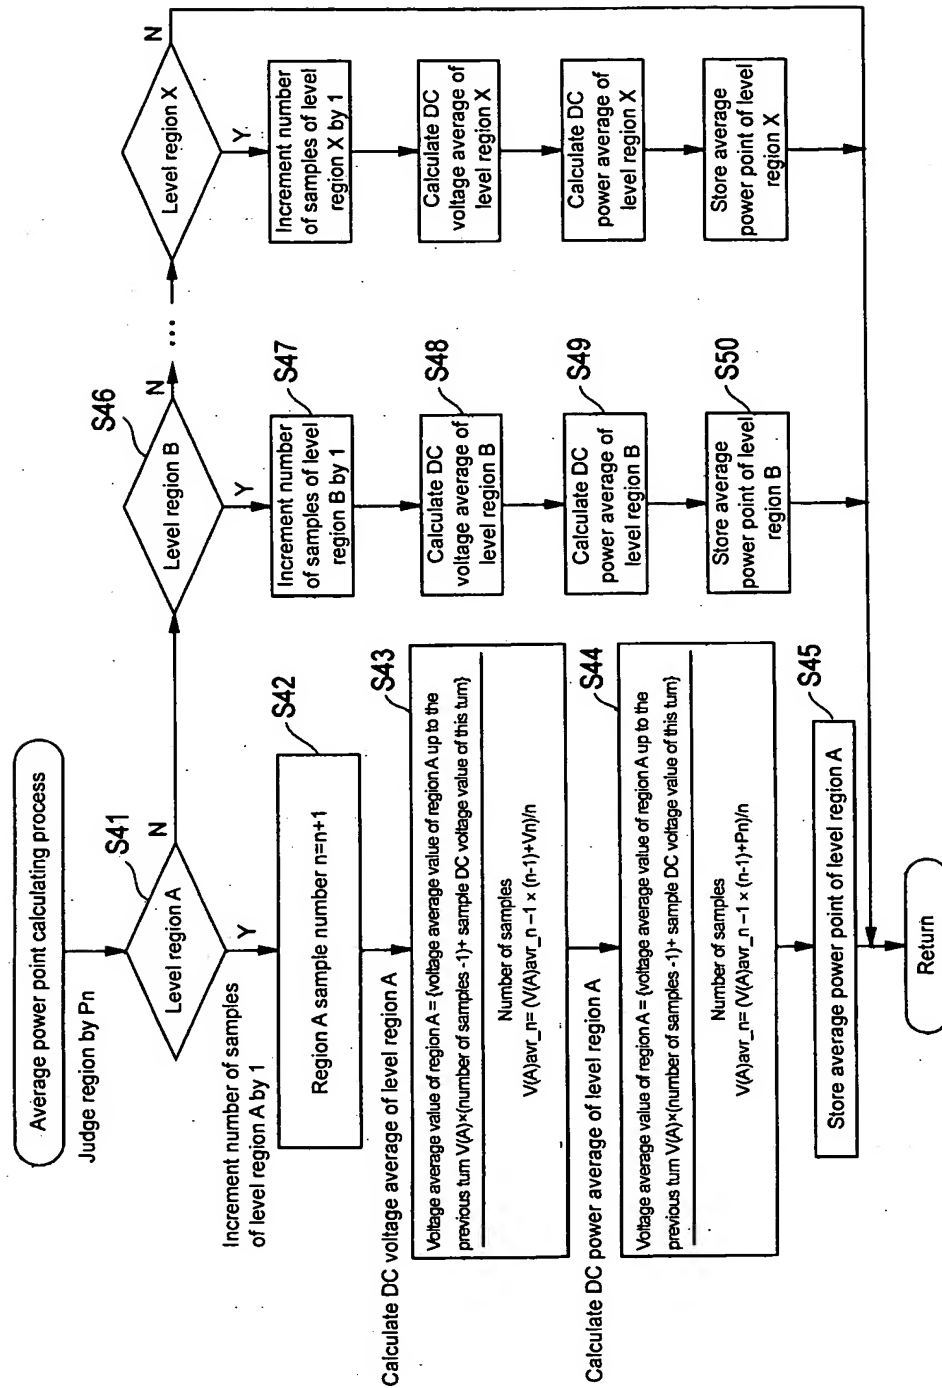 Average power point calculating process
Judge region by Pn
S41
Level region A
N
Y
Increment number of samples
of level region A by 1
S42
Region A sample number n=n+1
Calculate DC voltage average of level region A
S43
Voltage average value of region A = {voltage average value of region A up to the
previous turn V(A)×(number of samples -1)+ sample DC voltage value of this turn}
Number of samples
V(A)avr_n= (V(A)avr_n −1 × (n-1)+Vn)/n
Calculate DC power average of level region A
S44
Voltage average value of region A = {voltage average value of region A up to the
previous turn V(A)×(number of samples -1)+ sample DC voltage value of this turn}
Number of samples
V(A)avr_n= (V(A)avr_n −1 × (n-1)+Pn)/n
S45
Store average power point of level region A
Return
S46
Level region B
N
Y
S47
Increment number
of samples of level
region B by 1
S48
Calculate DC
voltage average of
level region B
S49
Calculate DC
power average of
level region B
S50
Store average
power point of level
region B
...
Level region X
N
Y
Increment number
of samples of level
region X by 1
Calculate DC
voltage average of
level region X
Calculate DC
power average of
level region X
Store average
power point of level
region X